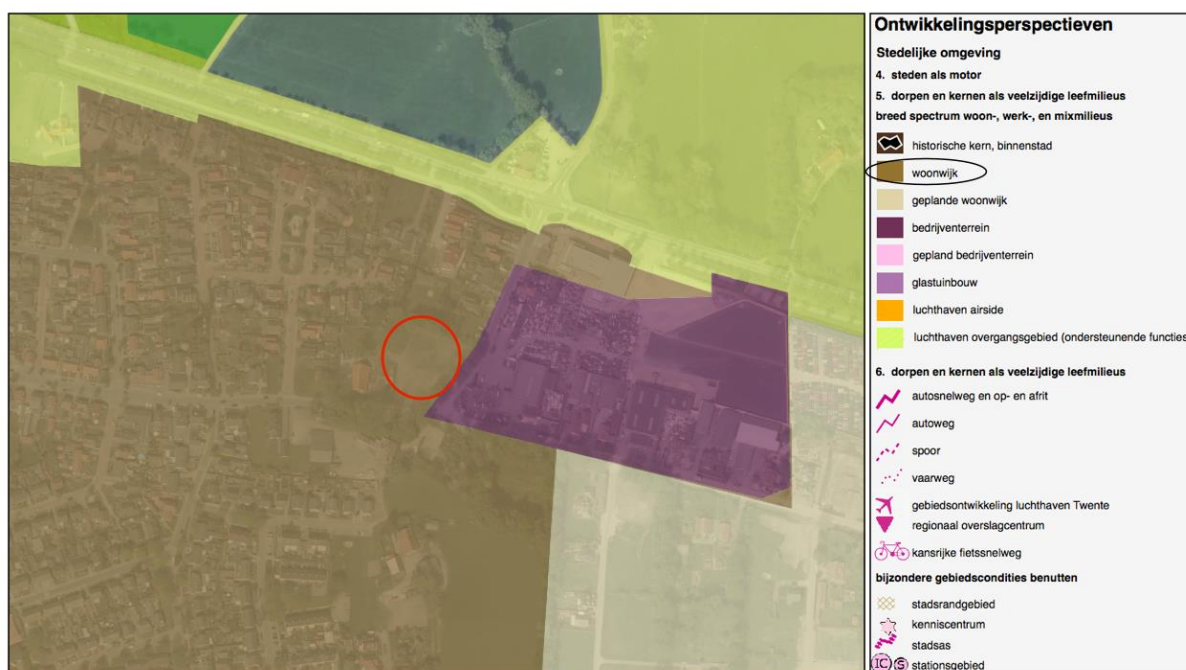 Ontwikkelingsperspectieven
Stedelijke omgeving
4. steden als motor
5. dorpen en kernen als veelzijdige leefmilieus
breed spectrum woon-, werk-, en mixmilieus
historische kern, binnenstad
woonwijk
geplande woonwijk
bedrijventerrein
gepland bedrijventerrein
glastuinbouw
luchthaven airside
luchthaven overgangsgebied (ondersteunende functies
6. dorpen en kernen als veelzijdige leefmilieus
autosnelweg en op- en afrit
autoweg
spoor
vaarweg
gebiedsontwikkeling luchthaven Twente
regionaal overslagcentrum
kansrijke fietssnelweg
bijzondere gebiedscondities benutten
stadsrandgebied
kenniscentrum
stadsas
IC S stationsgebied